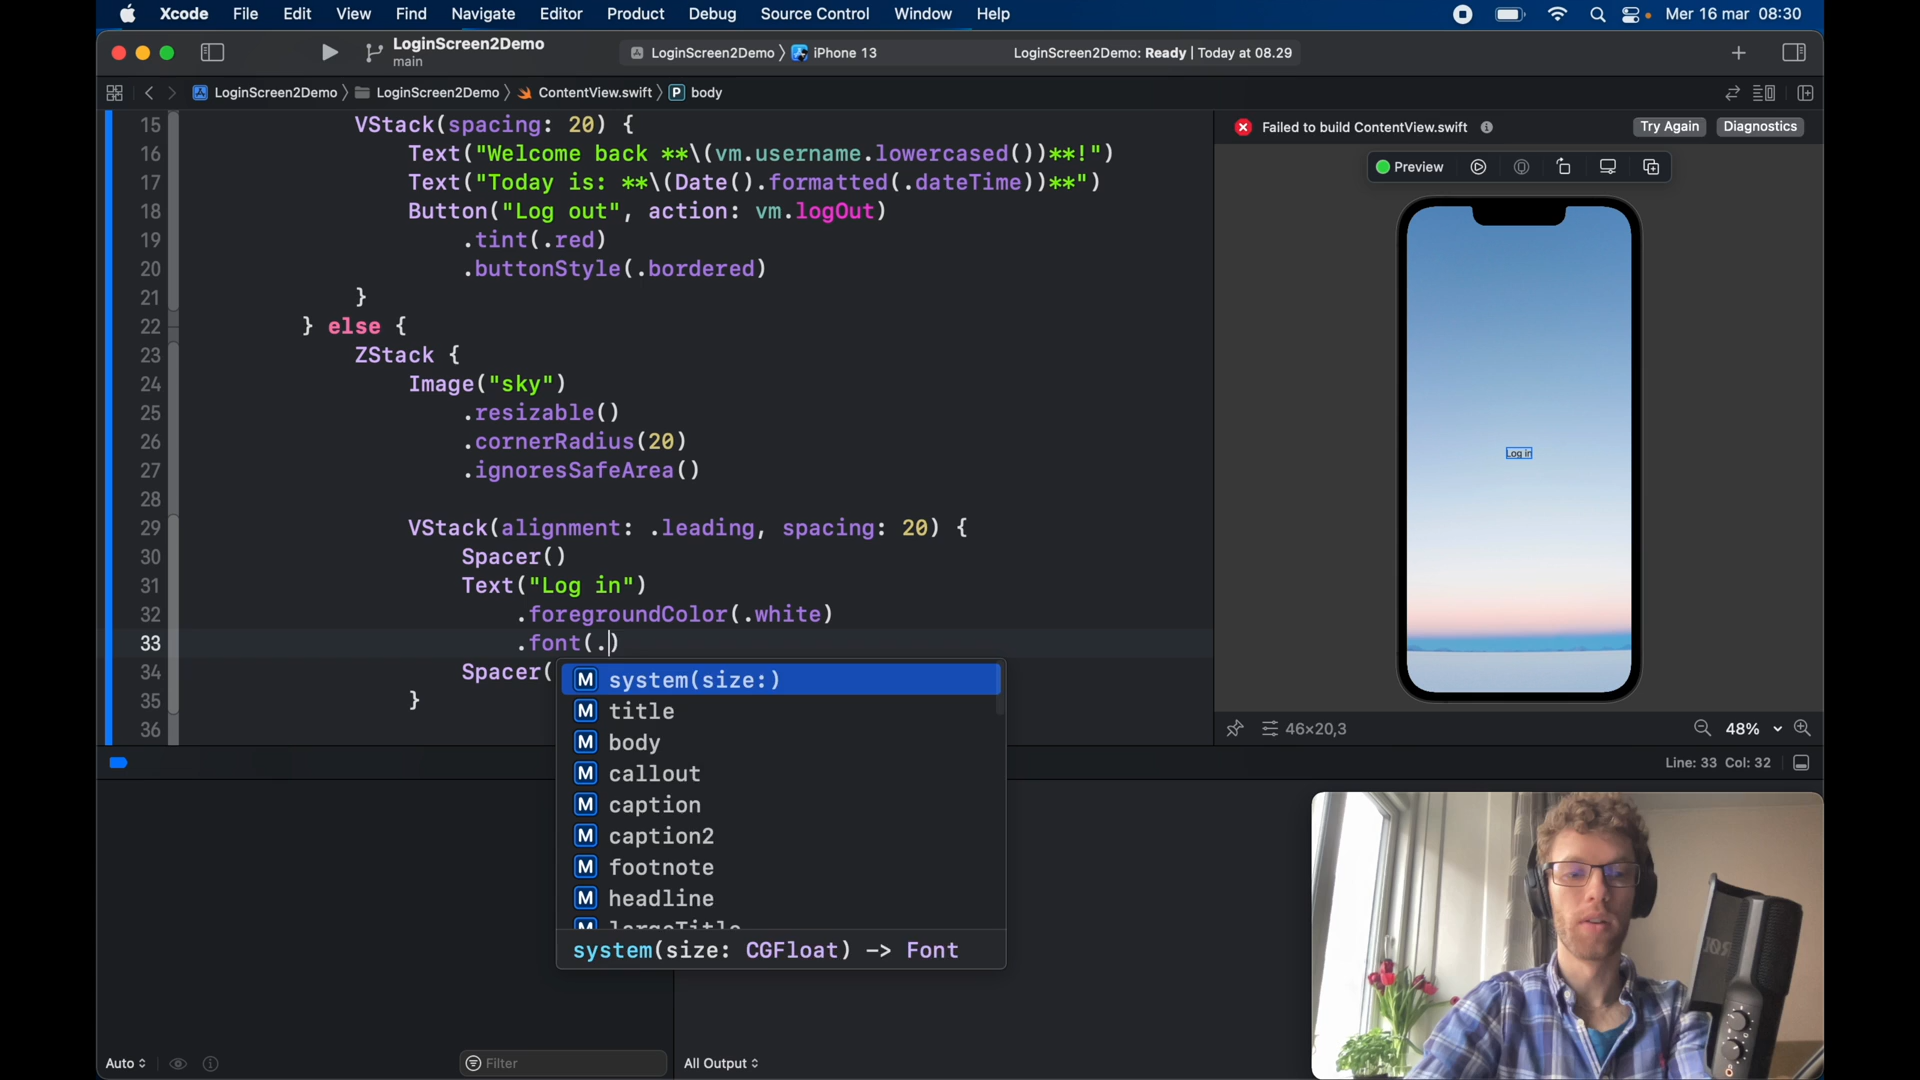 Xcode File Edit View Find Navigate Editor Product Debug Source Control Window Help Mer 16 mar 08:30
LoginScreen2Demo
main
LoginScreen2Demo 〉 iPhone 13
LoginScreen2Demo: Ready | Today at 08.29
LoginScreen2Demo 〉 LoginScreen2Demo 〉 ContentView.swift 〉 P body
15 VStack(spacing: 20) {
16 Text("Welcome back **\(vm.username.lowercased())**!")
17 Text("Today is: **\(Date().formatted(.dateTime))**")
18 Button("Log out", action: vm.logOut)
19 .tint(.red)
20 .buttonStyle(.bordered)
21 }
22 } else {
23 ZStack {
24 Image("sky")
25 .resizable()
26 .cornerRadius(20)
27 .ignoresSafeArea()
28
29 VStack(alignment: .leading, spacing: 20) {
30 Spacer()
31 Text("Log in")
32 .foregroundColor(.white)
33 .font(.)
34 Spacer(
35 }
36
M system(size:)
M title
M body
M callout
M caption
M caption2
M footnote
M headline
M largeTitle
system(size: CGFloat) -> Font
Failed to build ContentView.swift
Try Again
Diagnostics
Preview
Log in
46×20,3
48%
Line: 33 Col: 32
Auto
Filter
All Output
RØDE